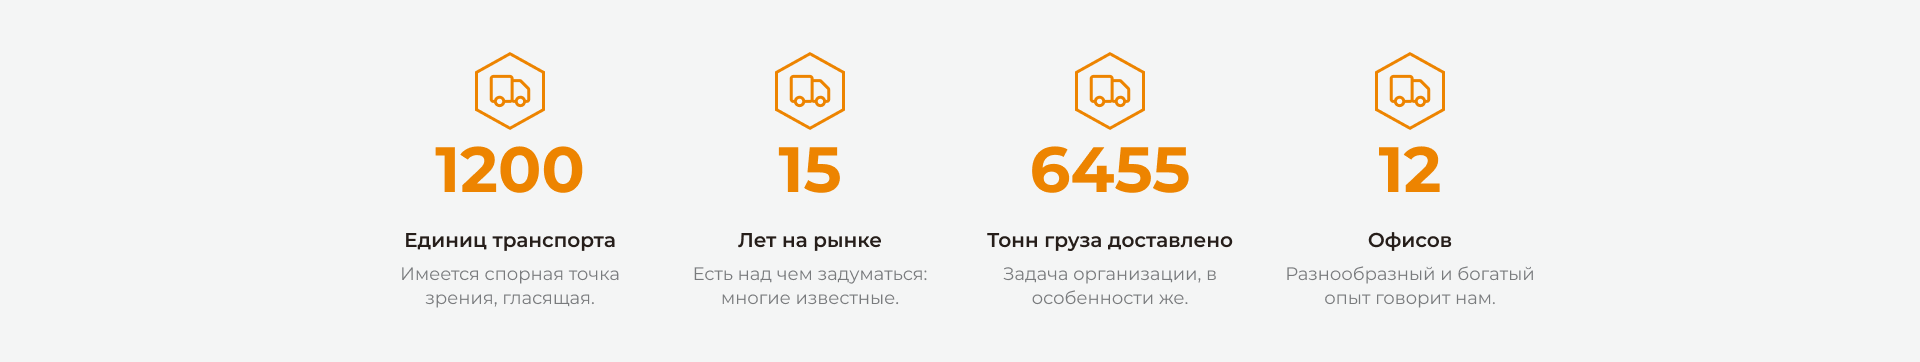 1200
Единиц транспорта
Имеется спорная точка
зрения, гласящая.
15
Лет на рынке
Есть над чем задуматься:
многие известные.
6455
Тонн груза доставлено
Задача организации, в
особенности же.
12
Офисов
Разнообразный и богатый
опыт говорит нам.